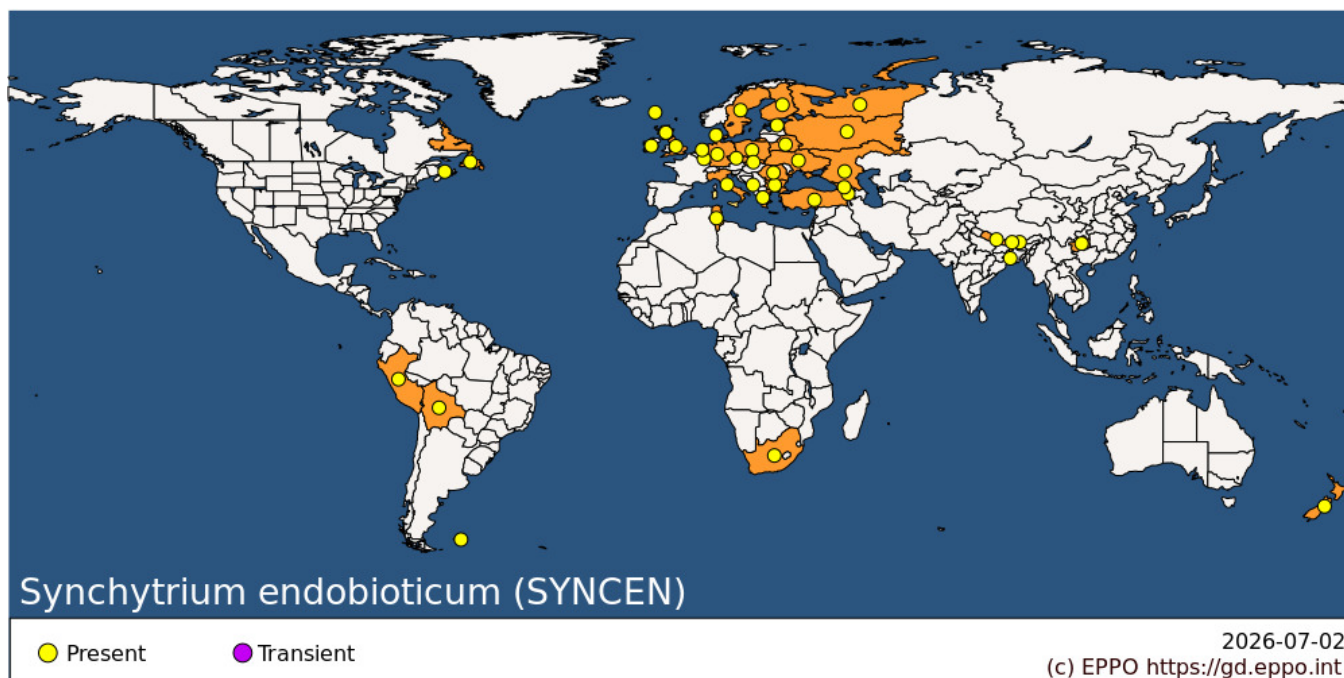 Synchytrium endobioticum (SYNCEN)
Present
Transient
2026-07-02
(c) EPPO https://gd.eppo.int